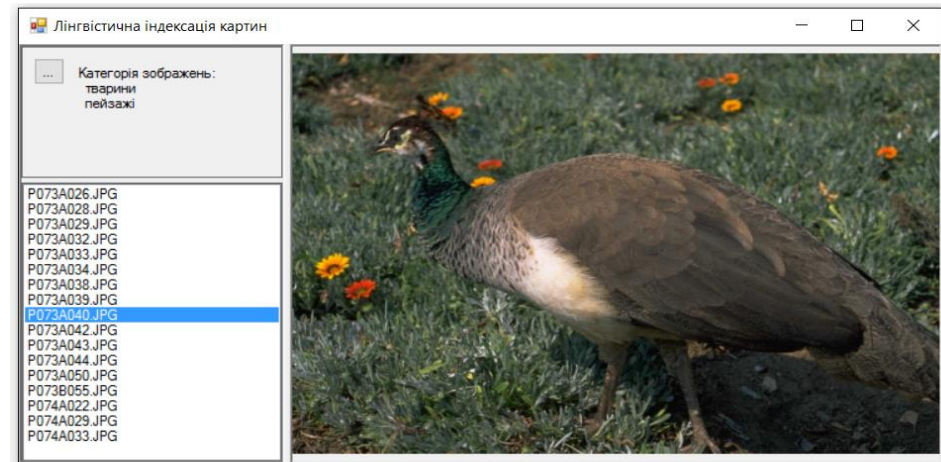 Лінгвістична індексація картин
...
Категорія зображень:
тварини
пейзажі
P073A026.JPG
P073A028.JPG
P073A029.JPG
P073A032.JPG
P073A033.JPG
P073A034.JPG
P073A038.JPG
P073A039.JPG
P073A040.JPG
P073A042.JPG
P073A043.JPG
P073A044.JPG
P073A050.JPG
P073B055.JPG
P074A022.JPG
P074A029.JPG
P074A033.JPG